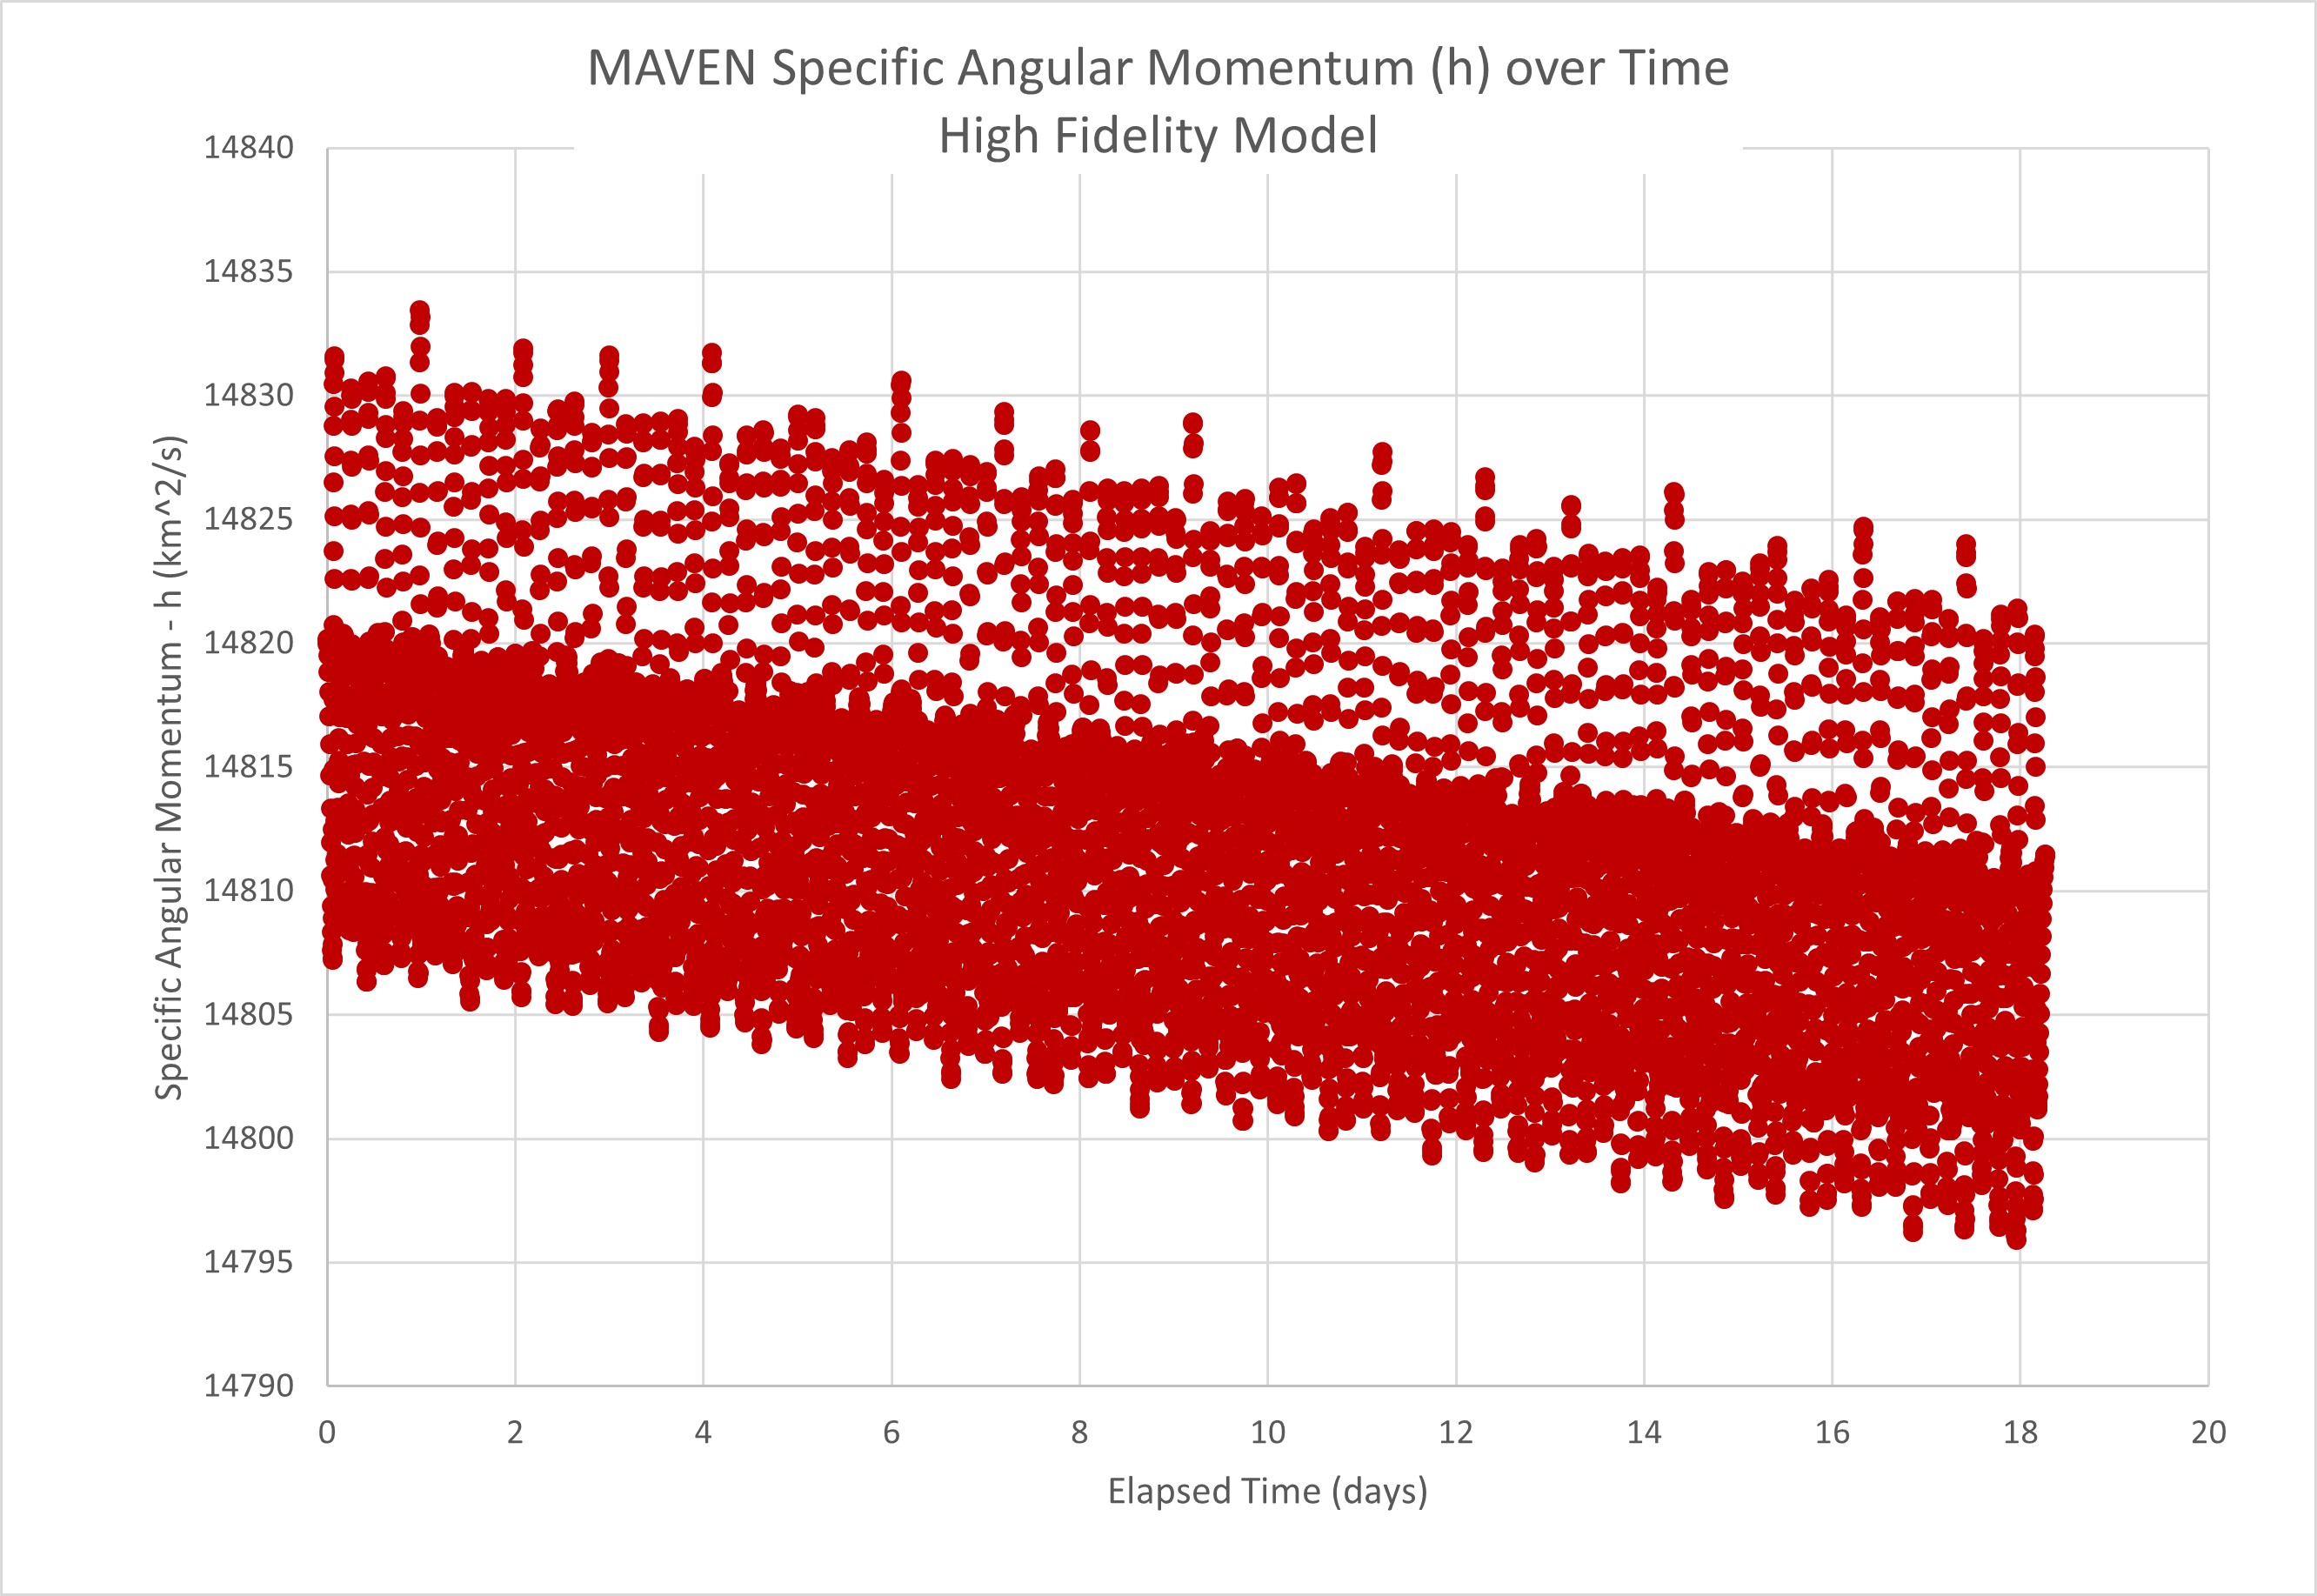 MAVEN Specific Angular Momentum (h) over Time
High Fidelity Model
Specific Angular Momentum - h (km^2/s)
14840
14835
14830
14825
14820
14815
14810
14805
14800
14795
14790
0 2 4 6 8 10 12 14 16 18 20
Elapsed Time (days)